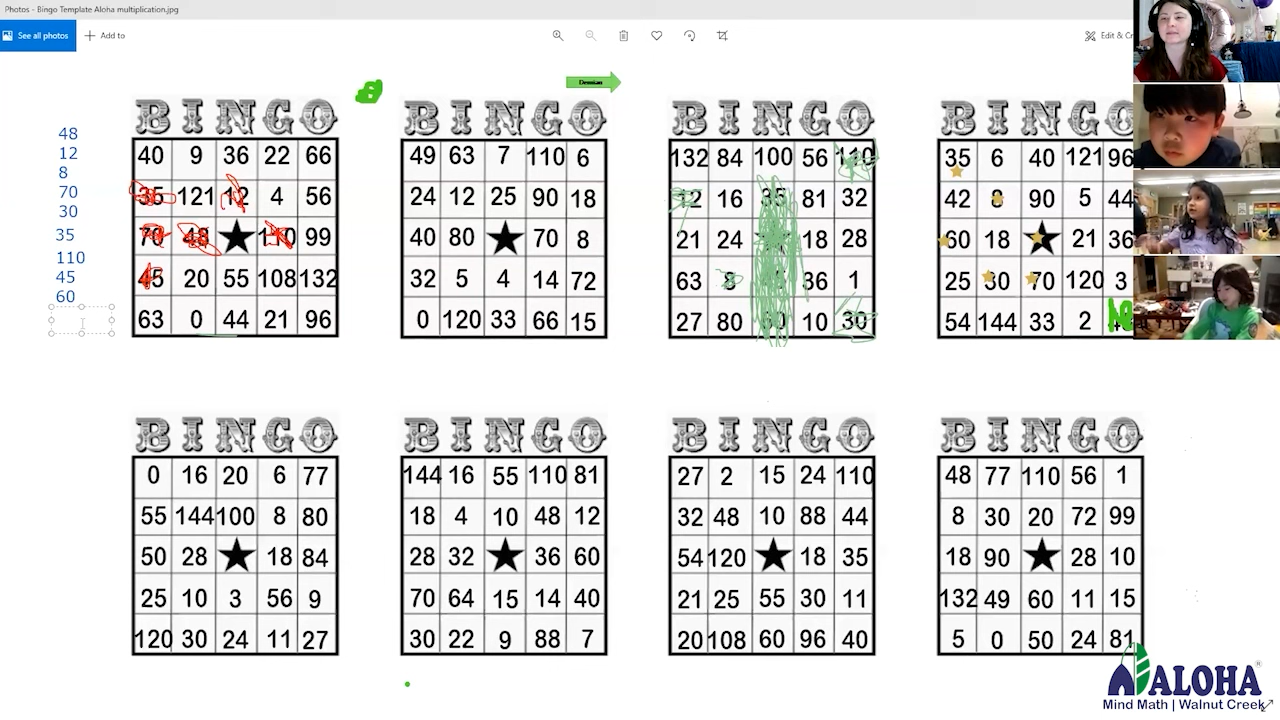 Photos - Bingo Template Aloha multiplication.jpg
See all photos
Add to
Edit & Cr
Demian
48
12
8
70
30
35
110
45
60
BINGO
40 9 36 22 66
35 121 12 4 56
70 48 110 99
45 20 55 108 132
63 0 44 21 96
BINGO
49 63 7 110 6
24 12 25 90 18
40 80 70 8
32 5 4 14 72
0 120 33 66 15
BINGO
132 84 100 56 110
16 35 81 32
21 24 18 28
63 8 36 1
27 80 10 30
BINGO
35 6 40 121 96
42 8 90 5 44
60 18 21 36
25 30 70 120 3
54 144 33 2
BINGO
0 16 20 6 77
55 144 100 8 80
50 28 18 84
25 10 3 56 9
120 30 24 11 27
BINGO
144 16 55 110 81
18 4 10 48 12
28 32 36 60
70 64 15 14 40
30 22 9 88 7
BINGO
27 2 15 24 110
32 48 10 88 44
54 120 18 35
21 25 55 30 11
20 108 60 96 40
BINGO
48 77 110 56 1
8 30 20 72 99
18 90 28 10
132 49 60 11 15
5 0 50 24 81
ALOHA
Mind Math | Walnut Creek